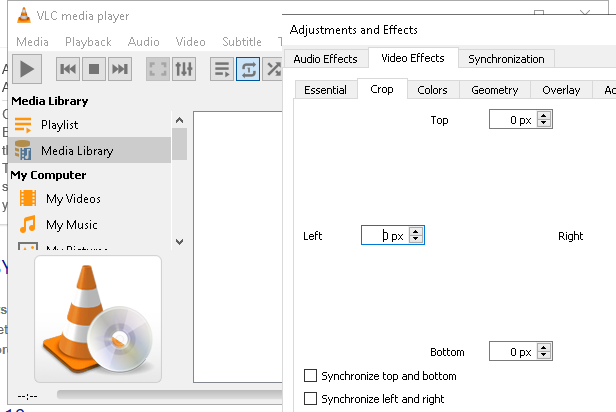 VLC media player
Media Playback Audio Video Subtitle
Media Library
Playlist
Media Library
My Computer
My Videos
My Music
My Pictures
--:--
Adjustments and Effects
Audio Effects Video Effects Synchronization
Essential Crop Colors Geometry Overlay
Top 0 px
Left 0 px Right
Bottom 0 px
Synchronize top and bottom
Synchronize left and right